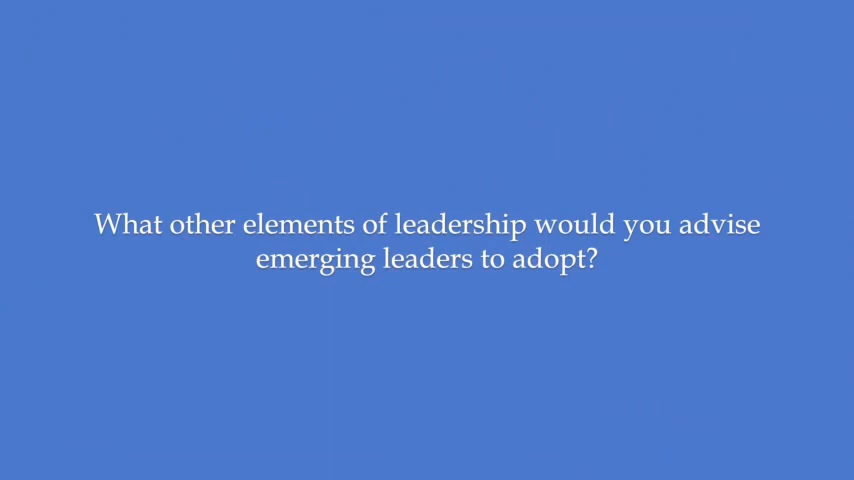 What other elements of leadership would you advise
emerging leaders to adopt?